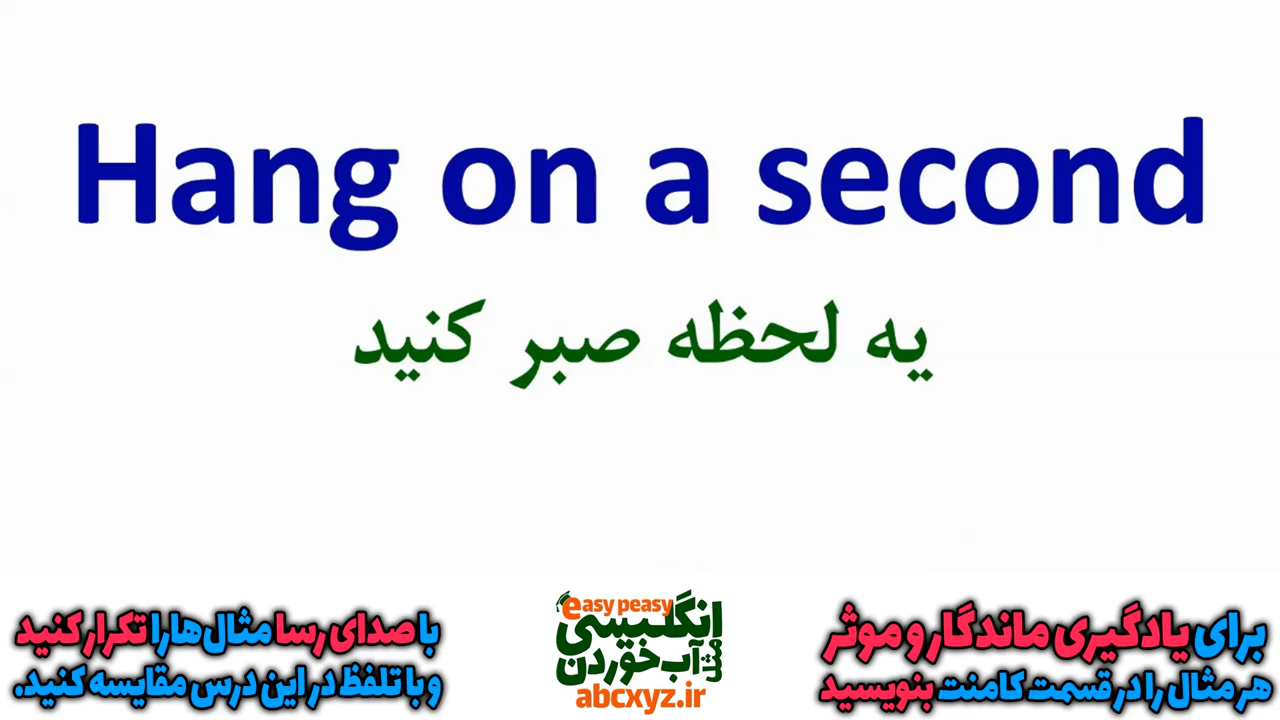 Hang on a second
یه لحظه صبر کنید
برای یادگیری ماندگار و موثر
هر مثال را در قسمت کامنت بنویسید
easy peasy
انگلیسی
مثل آب خوردن
abcxyz.ir
با صدای رسا مثال‌ها را تکرار کنید
و با تلفظ در این درس مقایسه کنید.